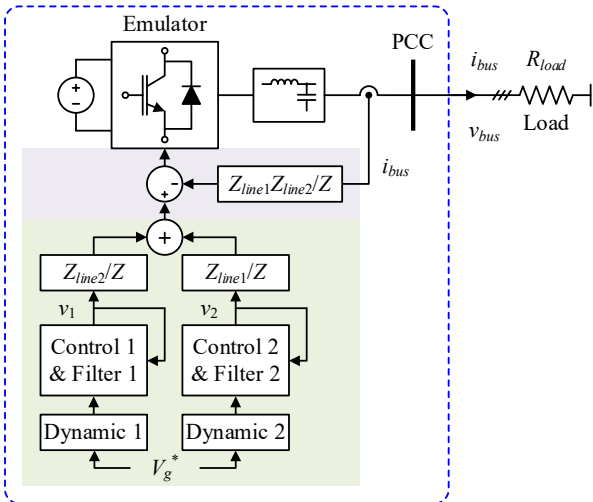 Emulator
PCC
i_bus
R_load
Load
v_bus
+
−
Z_line1Z_line2/Z
i_bus
-
+
+
Z_line2/Z
Z_line1/Z
v_1
v_2
Control 1
& Filter 1
Control 2
& Filter 2
Dynamic 1
Dynamic 2
V_g^*